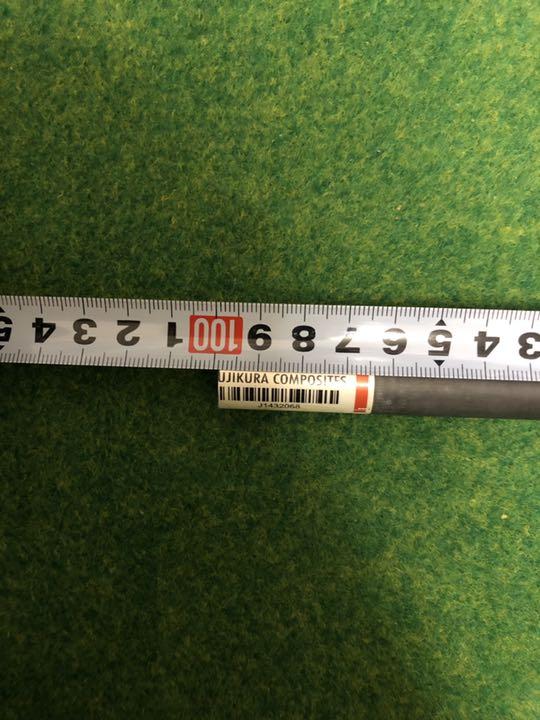 5 4 3 2 1 100 9 8 7 6 5 4 3
UJIKURA COMPOSITES
J1432068